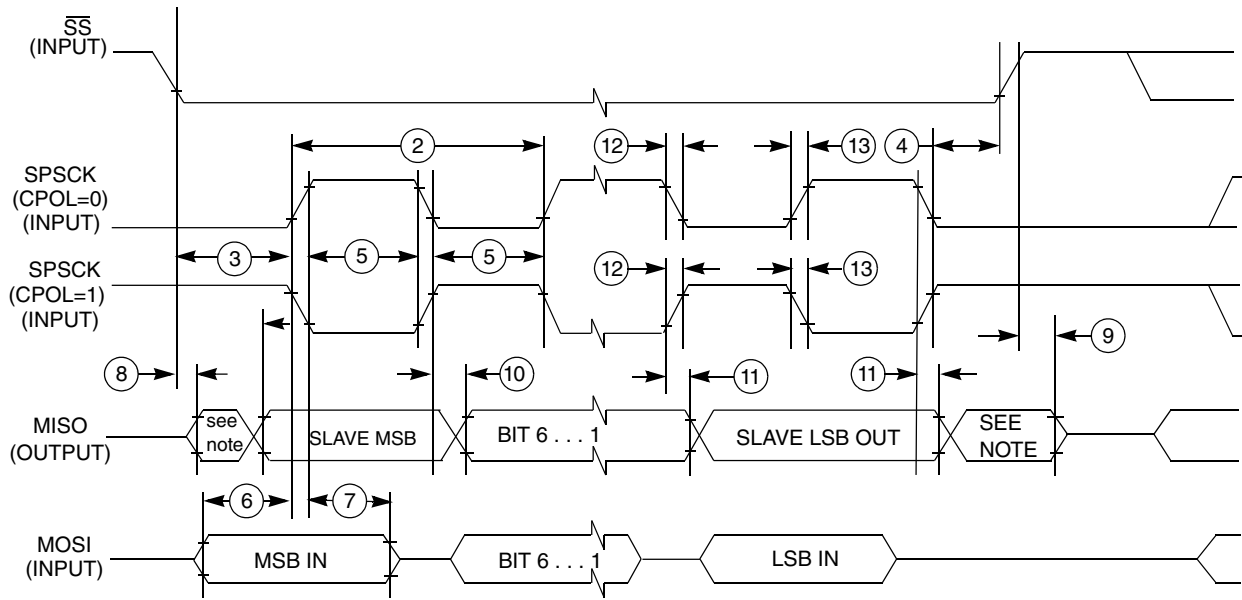 SS
(INPUT)
2
12
13
4
SPSCK
(CPOL=0)
(INPUT)
3
5
5
12
13
SPSCK
(CPOL=1)
(INPUT)
8
10
11
11
9
MISO
(OUTPUT)
see
note
SLAVE MSB
BIT 6 . . . 1
SLAVE LSB OUT
SEE
NOTE
6
7
MOSI
(INPUT)
MSB IN
BIT 6 . . . 1
LSB IN